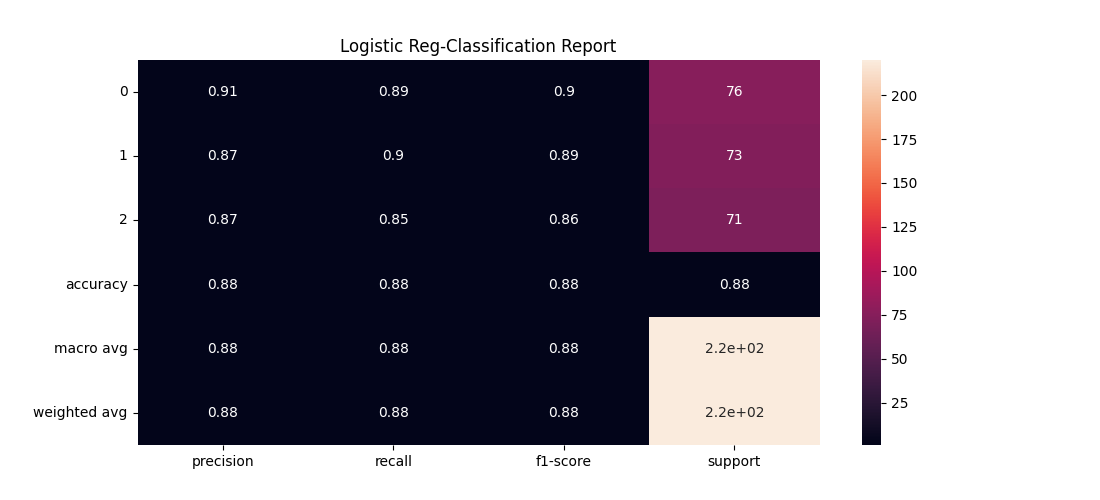 Logistic Reg-Classification Report
0 0.91 0.89 0.9 76
1 0.87 0.9 0.89 73
2 0.87 0.85 0.86 71
accuracy 0.88 0.88 0.88 0.88
macro avg 0.88 0.88 0.88 2.2e+02
weighted avg 0.88 0.88 0.88 2.2e+02
precision recall f1-score support
200
175
150
125
100
75
50
25